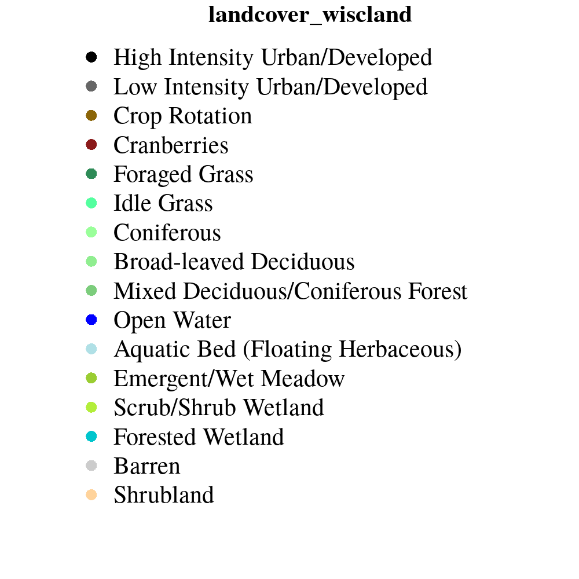 landcover_wiscland
High Intensity Urban/Developed
Low Intensity Urban/Developed
Crop Rotation
Cranberries
Foraged Grass
Idle Grass
Coniferous
Broad-leaved Deciduous
Mixed Deciduous/Coniferous Forest
Open Water
Aquatic Bed (Floating Herbaceous)
Emergent/Wet Meadow
Scrub/Shrub Wetland
Forested Wetland
Barren
Shrubland